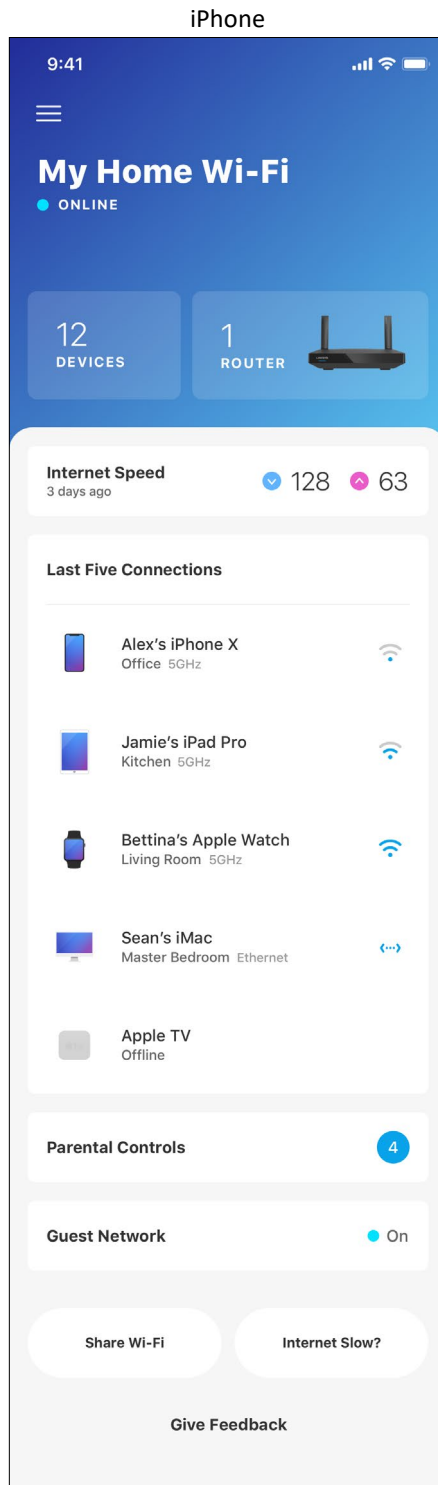 iPhone
9:41
My Home Wi-Fi
ONLINE
12
DEVICES
1
ROUTER
Internet Speed
3 days ago
128
63
Last Five Connections
Alex's iPhone X
Office 5GHz
Jamie's iPad Pro
Kitchen 5GHz
Bettina's Apple Watch
Living Room 5GHz
Sean's iMac
Master Bedroom Ethernet
Apple TV
Offline
Parental Controls
4
Guest Network
On
Share Wi-Fi
Internet Slow?
Give Feedback